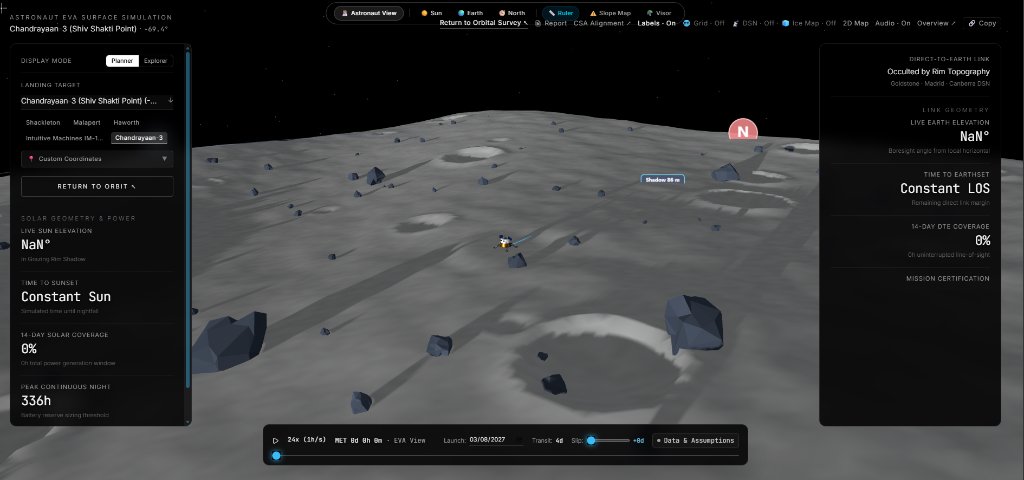 ASTRONAUT EVA SURFACE SIMULATION
Chandrayaan-3 (Shiv Shakti Point) · -69.4°
Astronaut View Sun Earth North Ruler Slope Map Visor
Return to Orbital Survey Report CSA Alignment Labels · On Grid · Off DSN · Off Ice Map · Off 2D Map Audio · On Overview Copy
DISPLAY MODE Planner Explorer
LANDING TARGET
Chandrayaan-3 (Shiv Shakti Point) (-...
Shackleton Malapert Haworth
Intuitive Machines IM-1... Chandrayaan-3
Custom Coordinates
RETURN TO ORBIT
SOLAR GEOMETRY & POWER
LIVE SUN ELEVATION
NaN°
In Grazing Rim Shadow
TIME TO SUNSET
Constant Sun
Simulated time until nightfall
14-DAY SOLAR COVERAGE
0%
0h total power generation window
PEAK CONTINUOUS NIGHT
336h
Battery reserve sizing threshold
N
Shadow 86 m
DIRECT-TO-EARTH LINK
Occulted by Rim Topography
Goldstone · Madrid · Canberra DSN
LINK GEOMETRY
LIVE EARTH ELEVATION
NaN°
Boresight angle from local horizontal
TIME TO EARTHSET
Constant LOS
Remaining direct link margin
14-DAY DTE COVERAGE
0%
0h uninterrupted line-of-sight
MISSION CERTIFICATION
24x (1h/s) MET 0d 0h 0m · EVA View Launch: 03/08/2027 Transit: 4d Slip: +0d Data & Assumptions